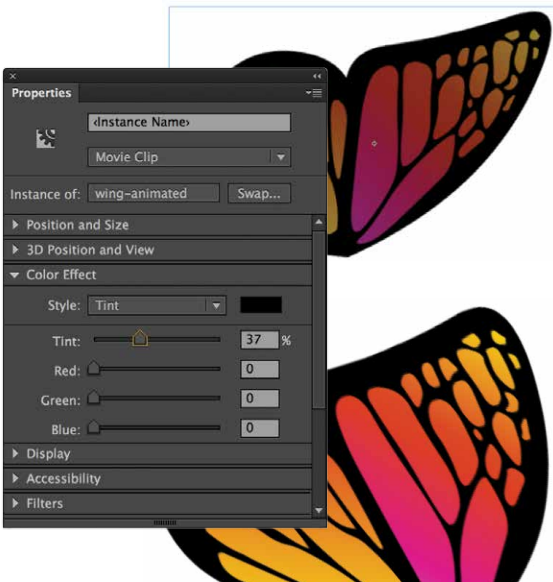 Properties
‹Instance Name›
Movie Clip
Instance of: wing-animated Swap...
Position and Size
3D Position and View
Color Effect
Style: Tint
Tint: 37 %
Red: 0
Green: 0
Blue: 0
Display
Accessibility
Filters